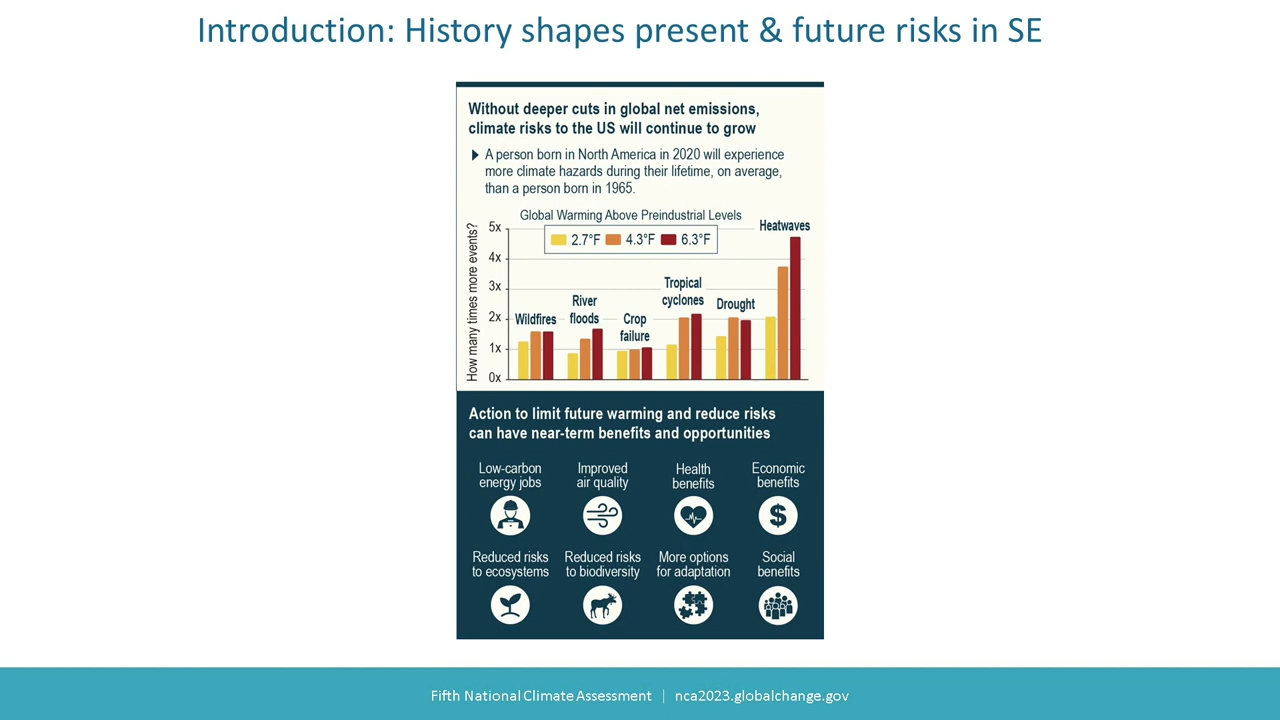 Introduction: History shapes present & future risks in SE
Without deeper cuts in global net emissions,
climate risks to the US will continue to grow
A person born in North America in 2020 will experience
more climate hazards during their lifetime, on average,
than a person born in 1965.
Global Warming Above Preindustrial Levels
2.7°F 4.3°F 6.3°F
How many times more events?
5x
4x
3x
2x
1x
0x
Wildfires
River
floods
Crop
failure
Tropical
cyclones
Drought
Heatwaves
Action to limit future warming and reduce risks
can have near-term benefits and opportunities
Low-carbon
energy jobs
Improved
air quality
Health
benefits
Economic
benefits
$
Reduced risks
to ecosystems
Reduced risks
to biodiversity
More options
for adaptation
Social
benefits
Fifth National Climate Assessment | nca2023.globalchange.gov